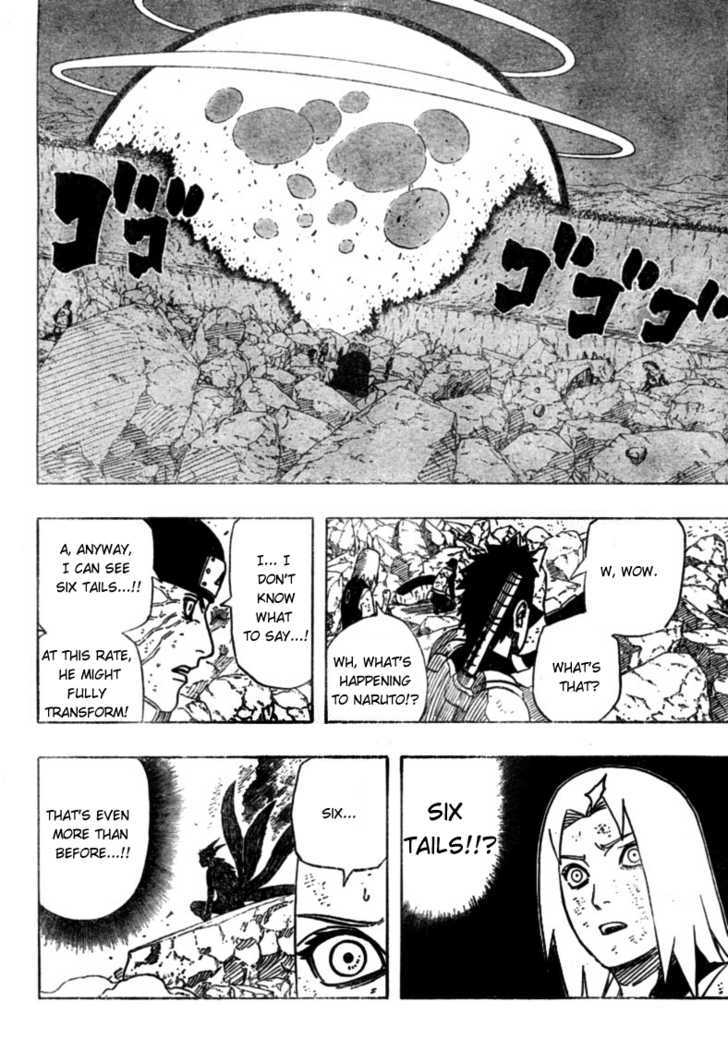 ゴゴゴ
ゴゴ
W, WOW.
WHAT'S
THAT?
WH, WHAT'S
HAPPENING
TO NARUTO!?
I... I
DON'T
KNOW
WHAT
TO SAY...!
A, ANYWAY,
I CAN SEE
SIX TAILS...!!
AT THIS RATE,
HE MIGHT
FULLY
TRANSFORM!
SIX
TAILS!!?
SIX...
THAT'S EVEN
MORE THAN
BEFORE...!!